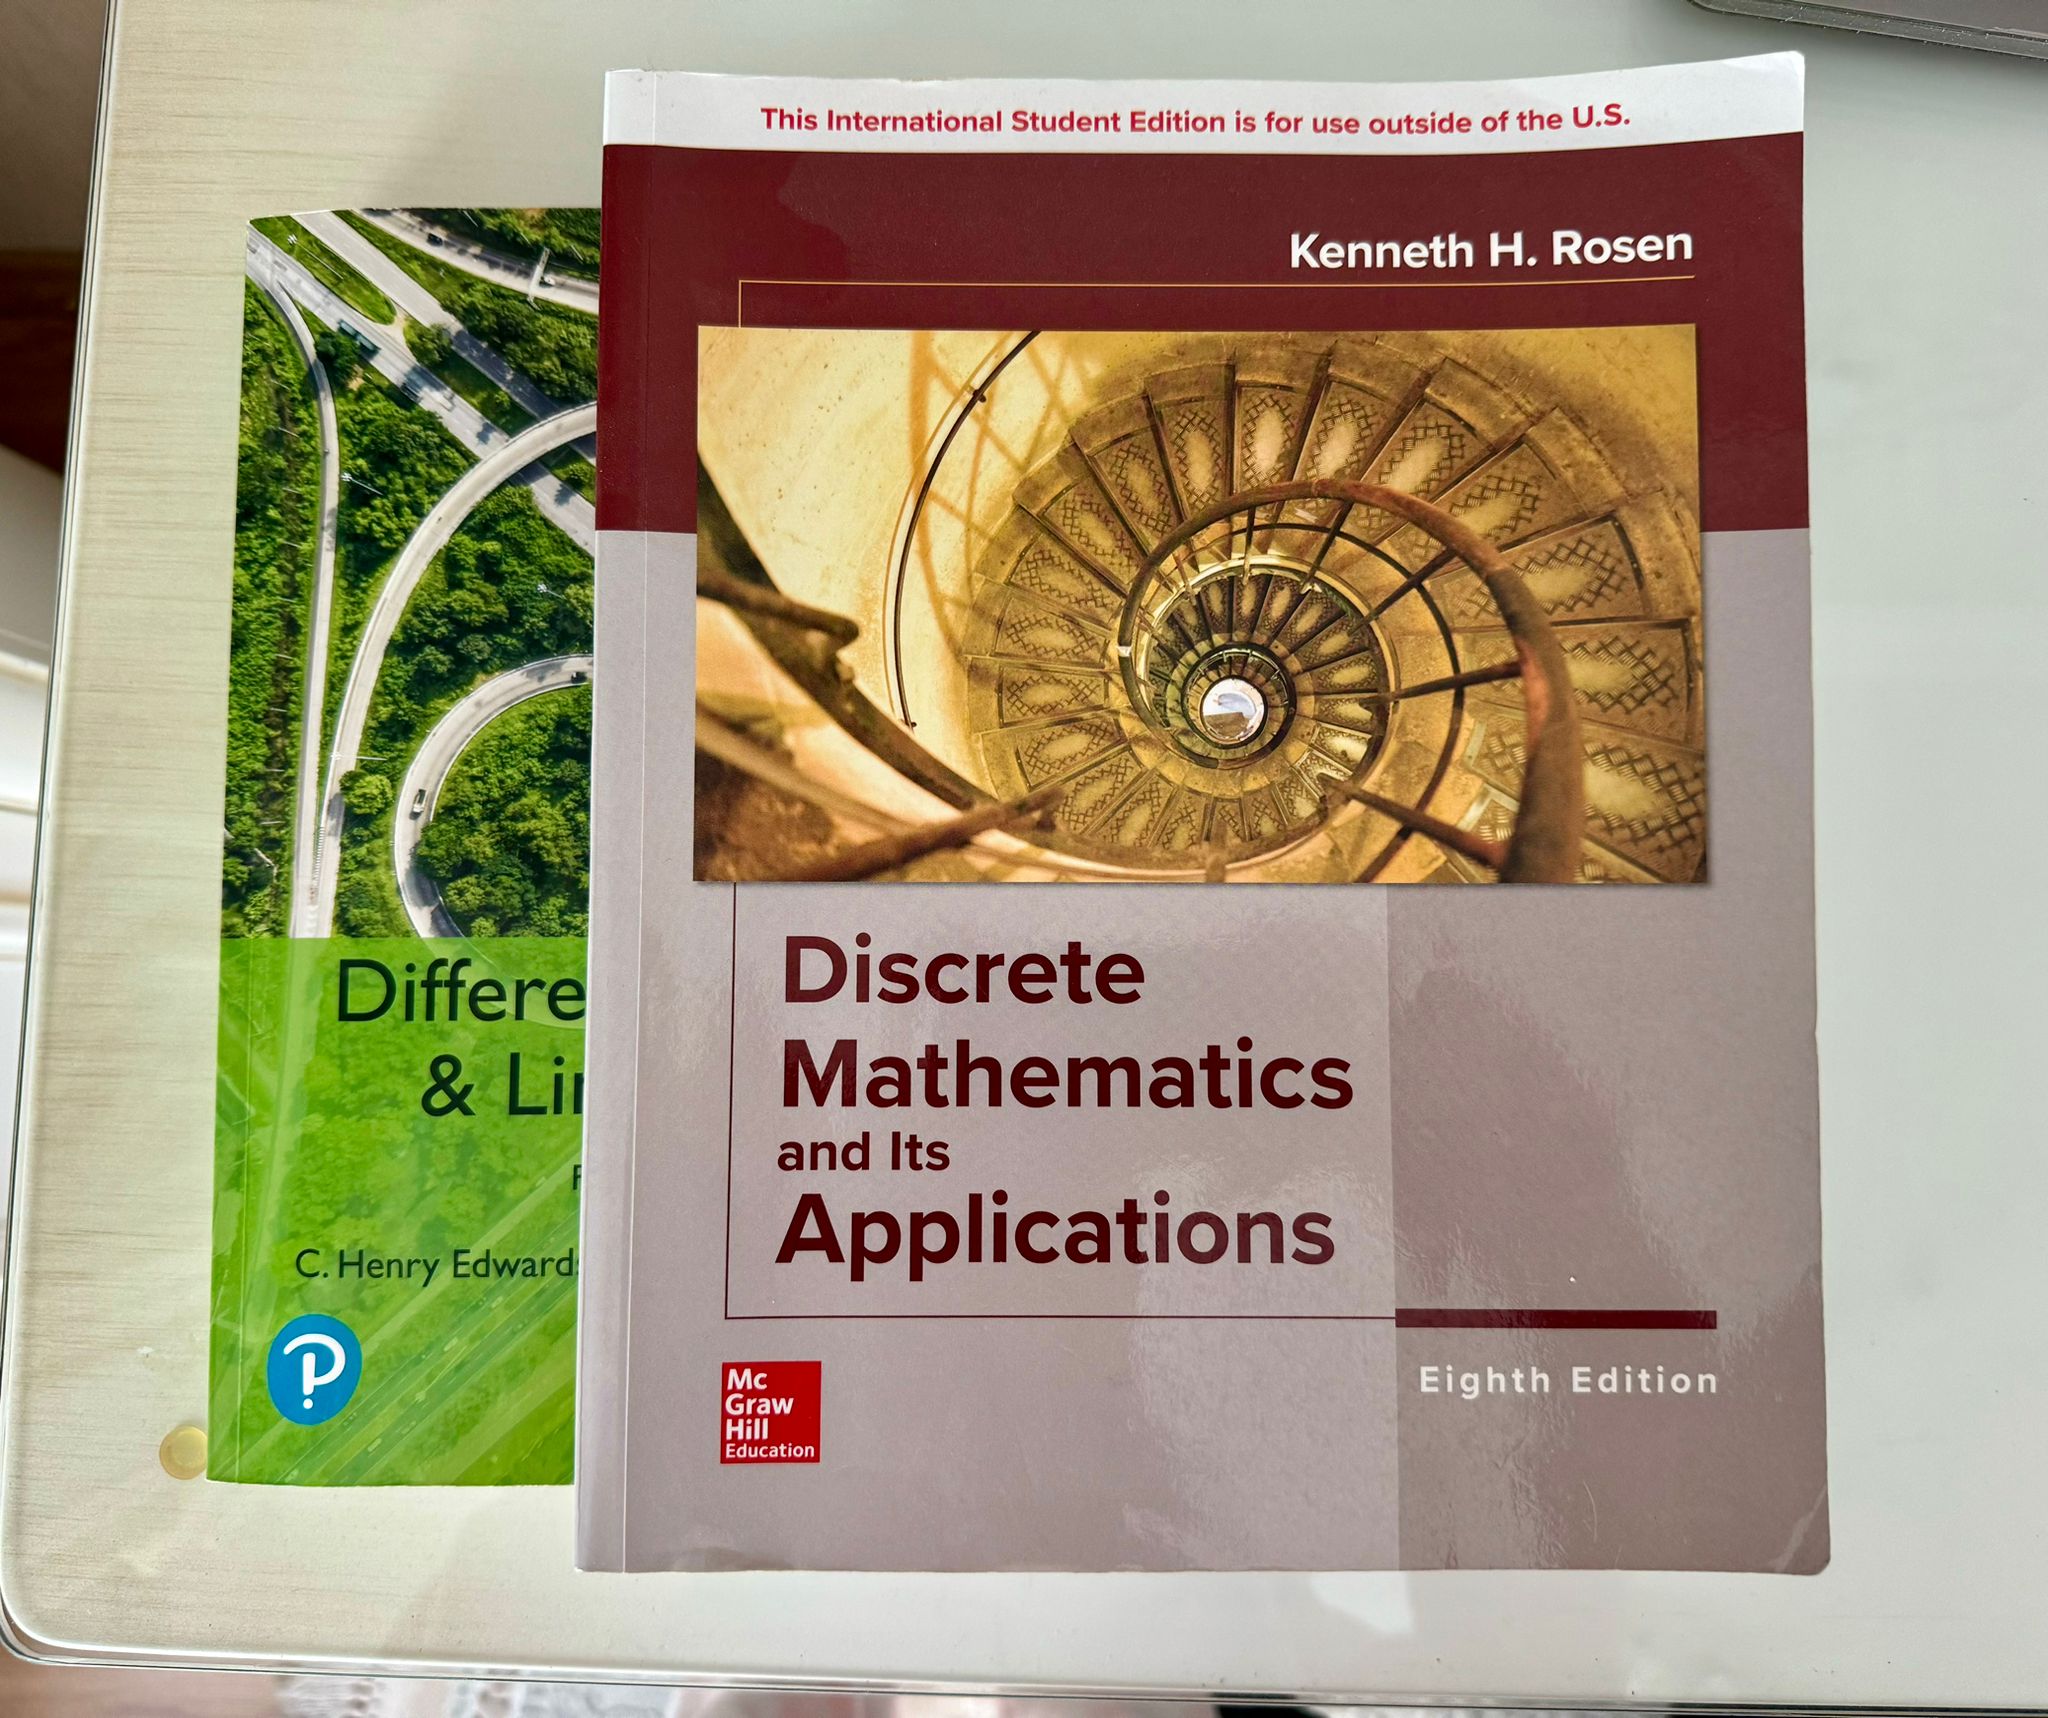 This International Student Edition is for use outside of the U.S.
Kenneth H. Rosen
Discrete
Mathematics
and Its
Applications
Eighth Edition
Mc
Graw
Hill
Education
Differe
& Li
C. Henry Edwards
P